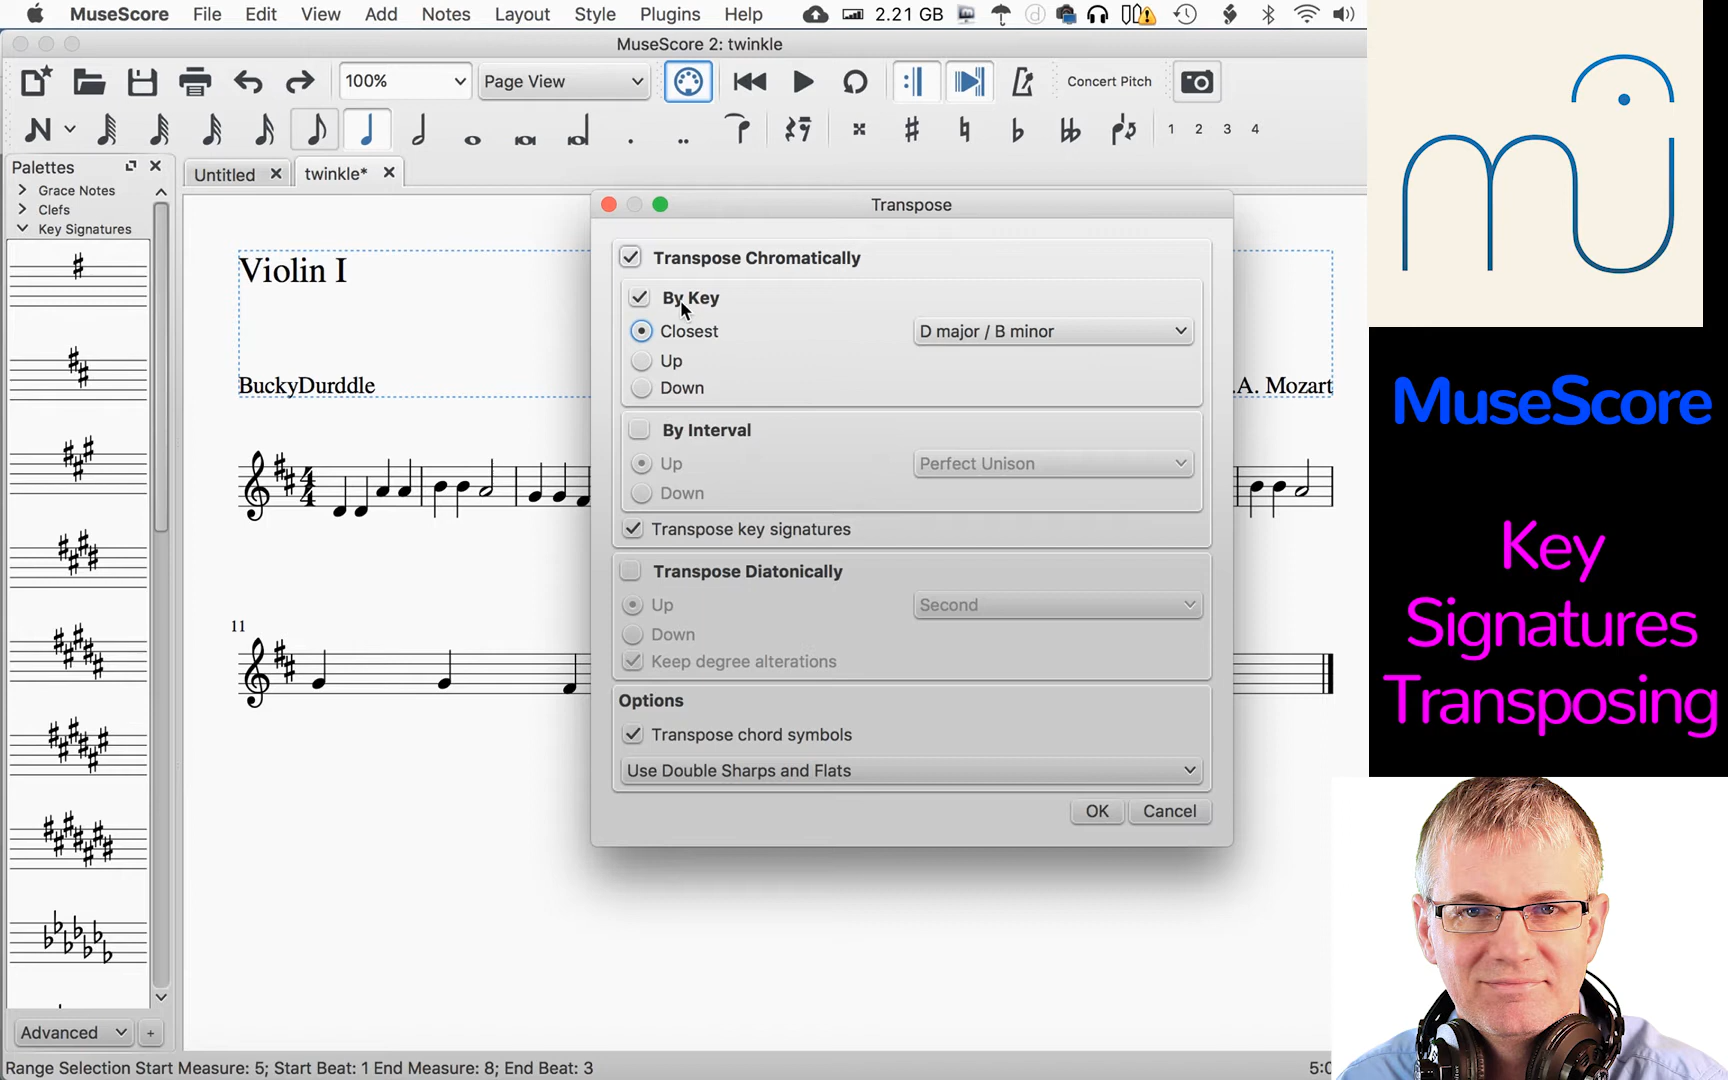 MuseScore File Edit View Add Notes Layout Style Plugins Help 2.21 GB
MuseScore 2: twinkle
100% Page View Concert Pitch
1 2 3 4
Palettes
Untitled twinkle*
Grace Notes
Clefs
Key Signatures
Violin I
BuckyDurddle
.A. Mozart
4
4
11
Transpose
Transpose Chromatically
By Key
Closest D major / B minor
Up
Down
By Interval
Up Perfect Unison
Down
Transpose key signatures
Transpose Diatonically
Up Second
Down
Keep degree alterations
Options
Transpose chord symbols
Use Double Sharps and Flats
OK Cancel
Advanced +
Range Selection Start Measure: 5; Start Beat: 1 End Measure: 8; End Beat: 3
mu
MuseScore
Key
Signatures
Transposing